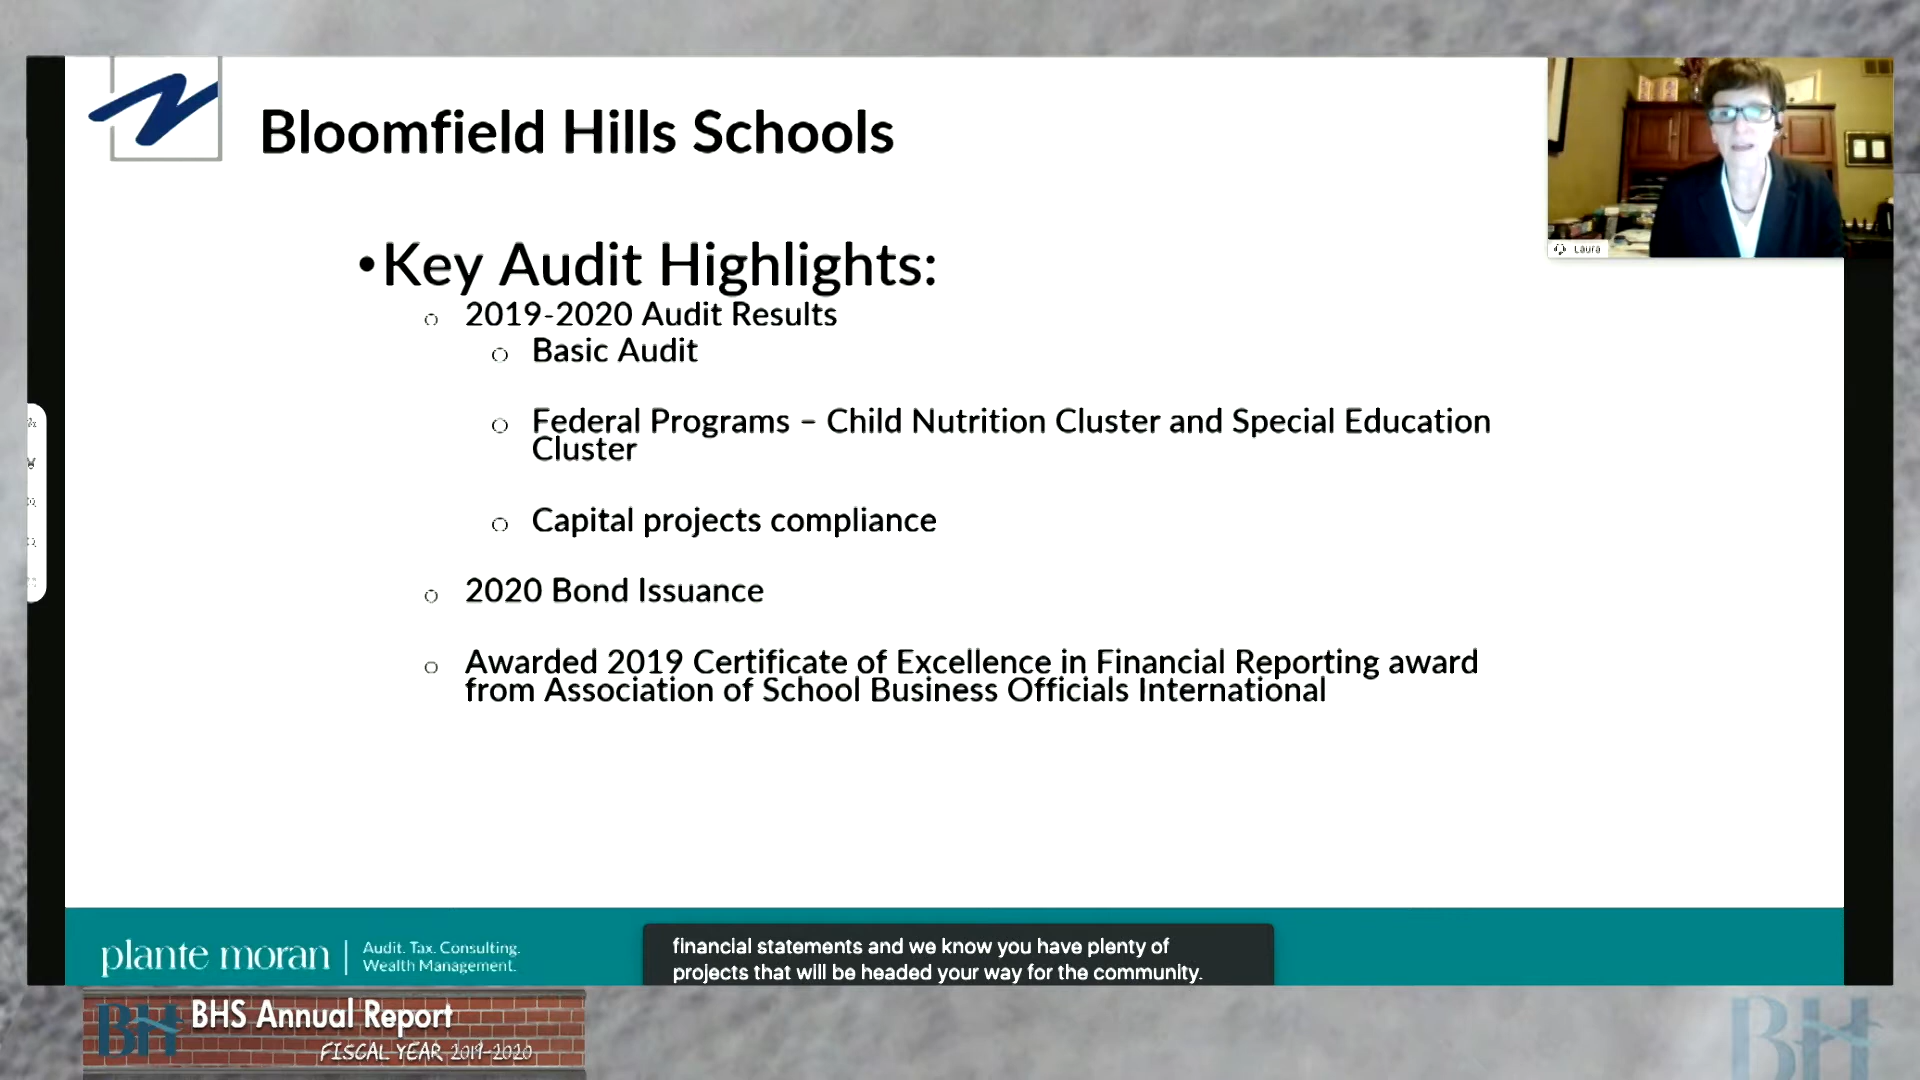 Bloomfield Hills Schools
Laura
•Key Audit Highlights:
2019-2020 Audit Results
Basic Audit
Federal Programs – Child Nutrition Cluster and Special Education
Cluster
Capital projects compliance
2020 Bond Issuance
Awarded 2019 Certificate of Excellence in Financial Reporting award
from Association of School Business Officials International
plante moran | Audit. Tax. Consulting.
Wealth Management.
financial statements and we know you have plenty of
projects that will be headed your way for the community.
BH BHS Annual Report
FISCAL YEAR 2019-2020
BH